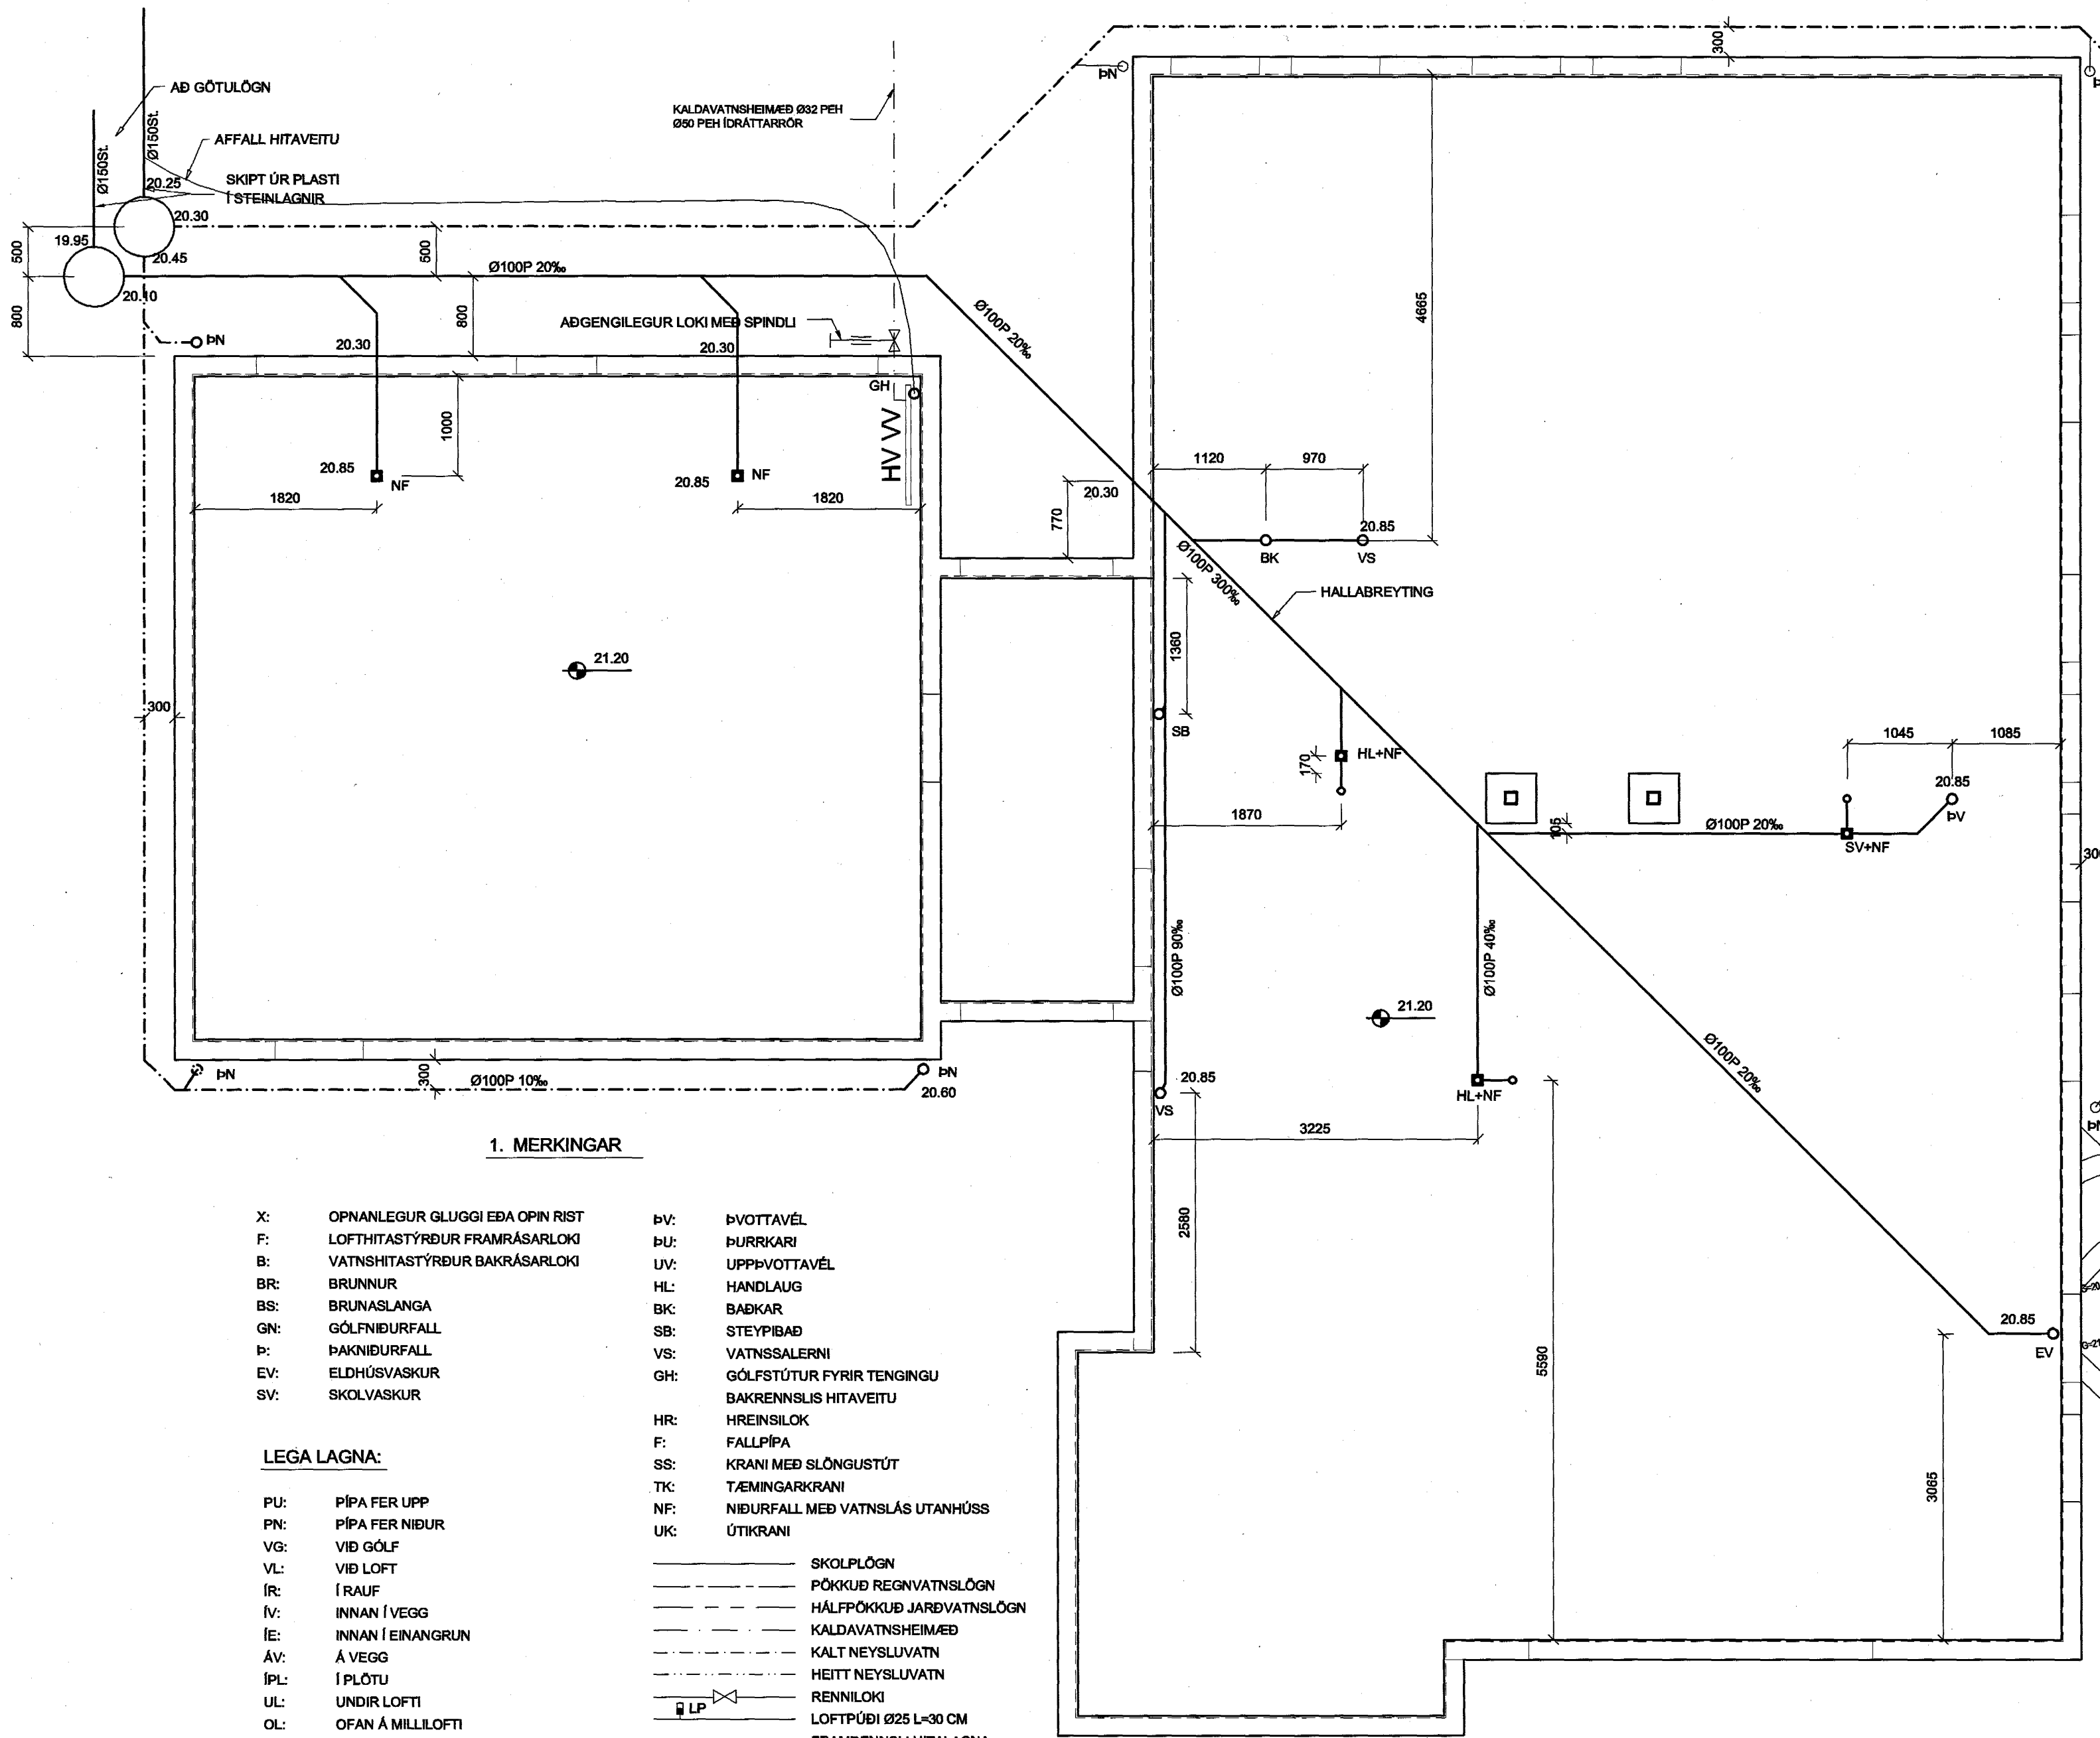 AÐ GÖTULÖGN
Ø150St.
Ø150St.
AFFALL HITAVEITU
SKIPT ÚR PLASTI
Í STEINLAGNIR
20.25
20.30
19.95
20.45
20.10
500
800
500
800
Ø100P 20‰
KALDAVATNSHEIMÆÐ Ø32 PEH
Ø50 PEH ÍDRÁTTARRÖR
AÐGENGILEGUR LOKI MEÐ SPINDLI
ÞN
20.30
20.30
GH
HV VV
1000
20.85
NF
20.85
NF
1820
1820
21.20
300
ÞN
300
Ø100P 10‰
ÞN
20.60
ÞN
300
4665
Ø100P 20‰
1120
970
20.30
770
20.85
BK
VS
Ø100P 300‰
HALLABREYTING
1360
SB
170
HL+NF
1870
1045
1085
20.85
ÞV
105
Ø100P 20‰
SV+NF
Ø100P 90‰
Ø100P 40‰
21.20
20.85
VS
HL+NF
3225
2580
5590
Ø100P 20‰
20.85
EV
3065
1. MERKINGAR
X: OPNANLEGUR GLUGGI EÐA OPIN RIST
F: LOFTHITASTÝRÐUR FRAMRÁSARLOKI
B: VATNSHITASTÝRÐUR BAKRÁSARLOKI
BR: BRUNNUR
BS: BRUNASLANGA
GN: GÓLFNIÐURFALL
Þ: ÞAKNIÐURFALL
EV: ELDHÚSVASKUR
SV: SKOLVASKUR
LEGA LAGNA:
PU: PÍPA FER UPP
PN: PÍPA FER NIÐUR
VG: VIÐ GÓLF
VL: VIÐ LOFT
ÍR: Í RAUF
ÍV: INNAN Í VEGG
ÍE: INNAN Í EINANGRUN
ÁV: Á VEGG
ÍPL: Í PLÖTU
UL: UNDIR LOFTI
OL: OFAN Á MILLILOFTI
ÞV: ÞVOTTAVÉL
ÞU: ÞURRKARI
UV: UPPÞVOTTAVÉL
HL: HANDLAUG
BK: BAÐKAR
SB: STEYPIBAÐ
VS: VATNSSALERNI
GH: GÓLFSTÚTUR FYRIR TENGINGU
BAKRENNSLIS HITAVEITU
HR: HREINSILOK
F: FALLPÍPA
SS: KRANI MEÐ SLÖNGUSTÚT
TK: TÆMINGARKRANI
NF: NIÐURFALL MEÐ VATNSLÁS UTANHÚSS
UK: ÚTIKRANI
SKOLPLÖGN
PÖKKUÐ REGNVATNSLÖGN
HÁLFPÖKKUÐ JARÐVATNSLÖGN
KALDAVATNSHEIMÆÐ
KALT NEYSLUVATN
HEITT NEYSLUVATN
RENNILOKI
LP
LOFTPÚÐI Ø25 L=30 CM